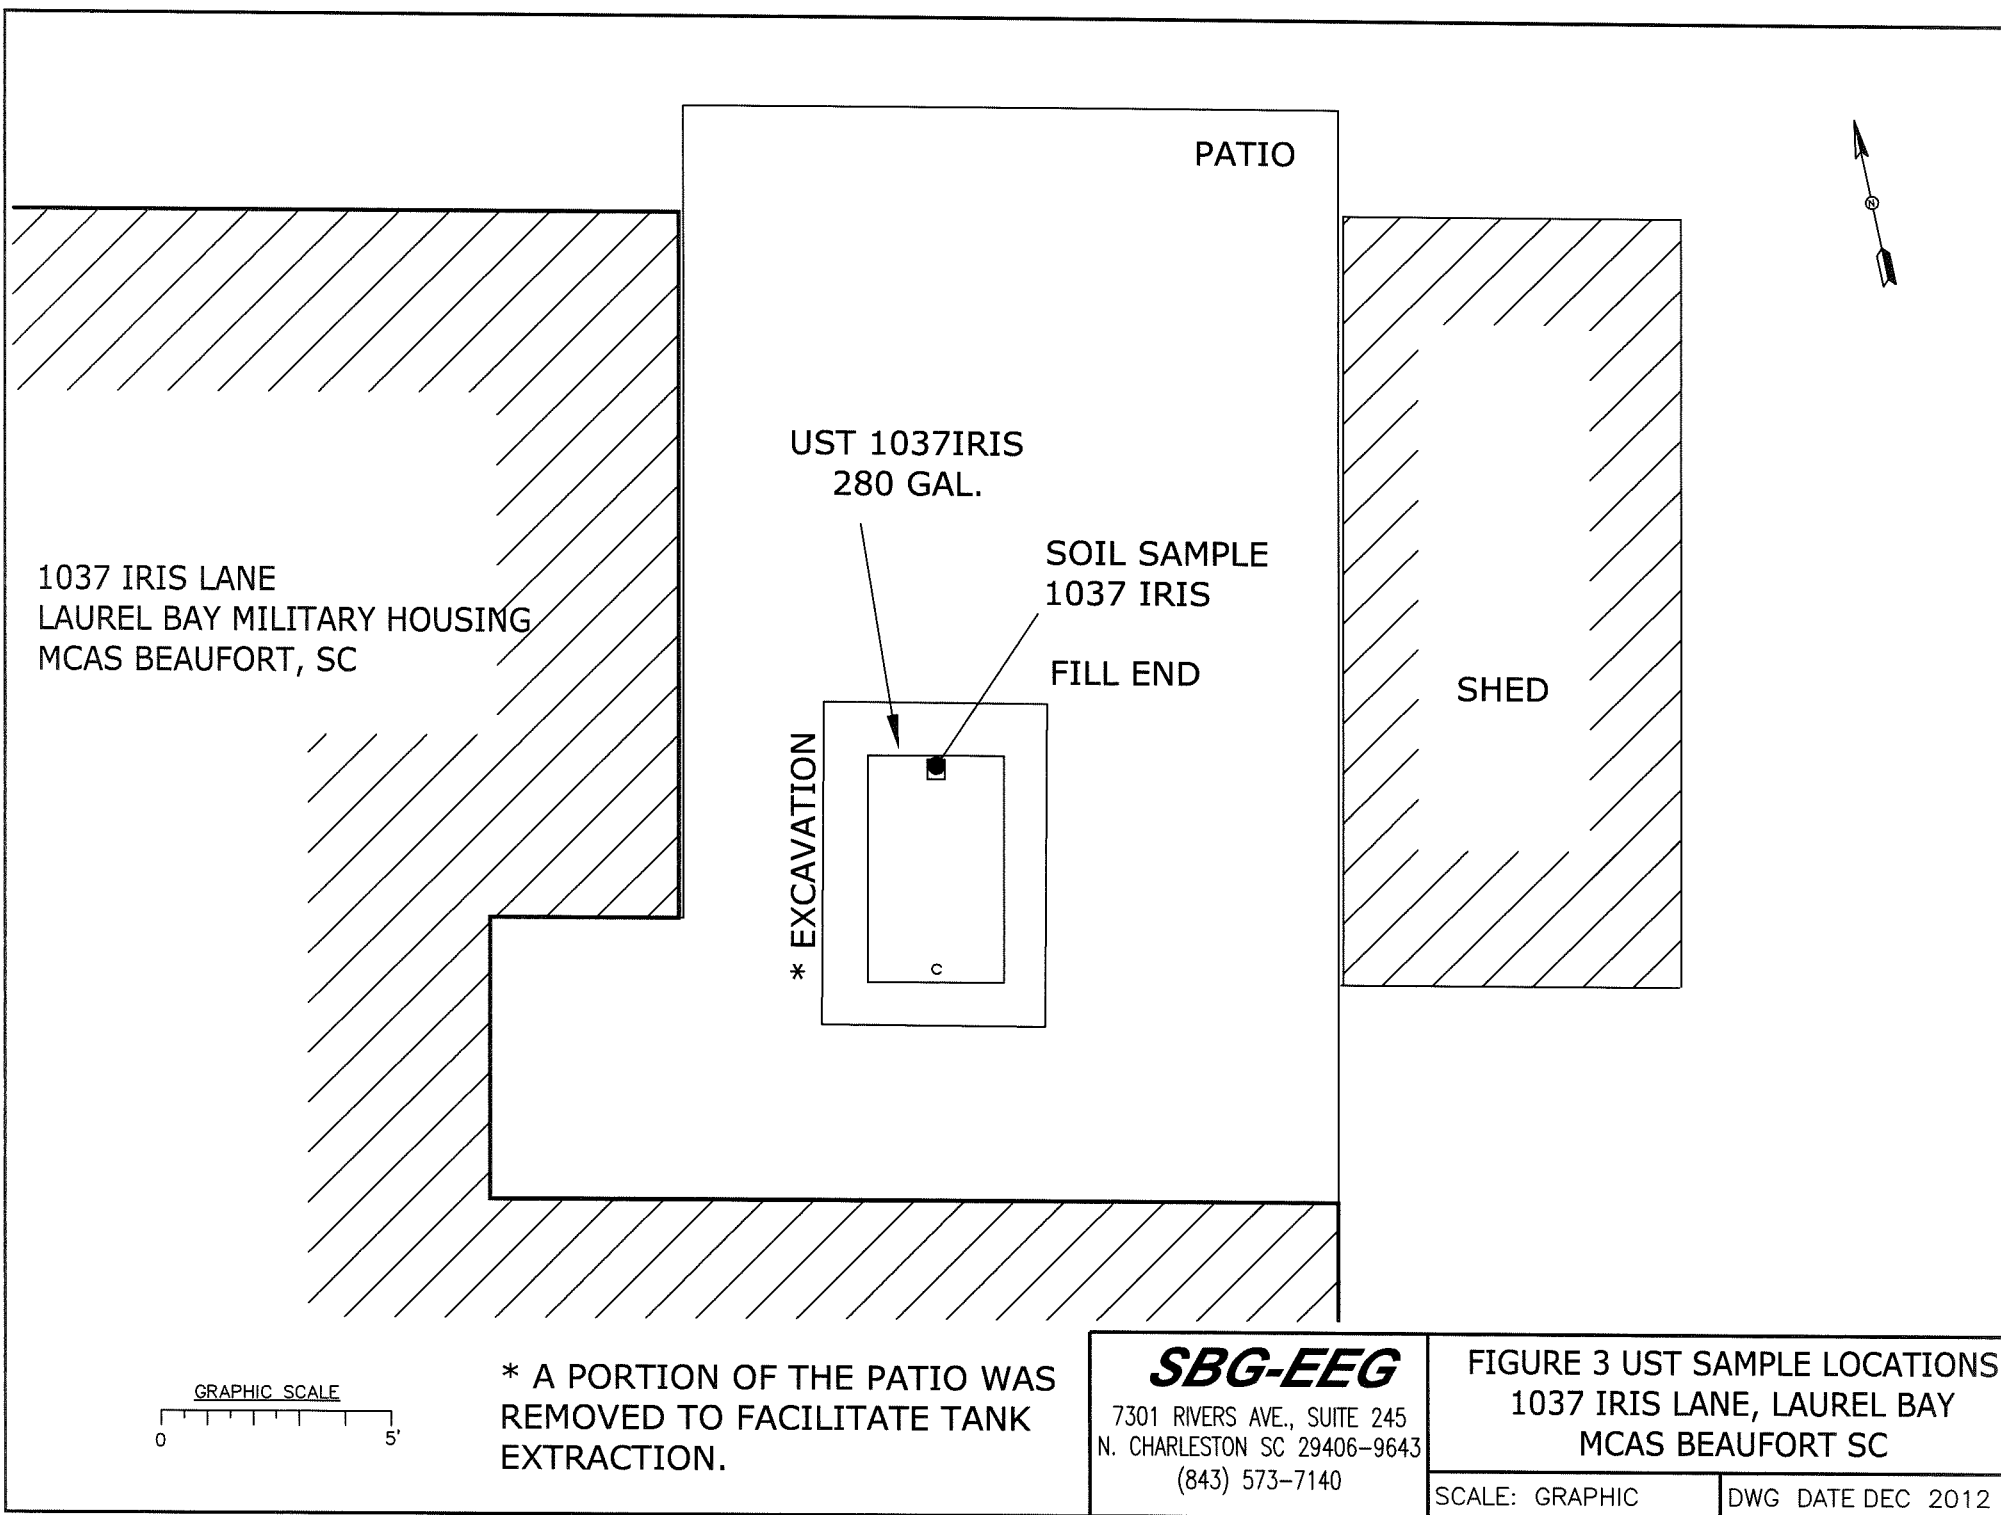 PATIO
N
UST 1037IRIS
280 GAL.
SOIL SAMPLE
1037 IRIS
FILL END
1037 IRIS LANE
LAUREL BAY MILITARY HOUSING
MCAS BEAUFORT, SC
SHED
* EXCAVATION
C
GRAPHIC SCALE
0 5'
* A PORTION OF THE PATIO WAS
REMOVED TO FACILITATE TANK
EXTRACTION.
SBG-EEG
7301 RIVERS AVE., SUITE 245
N. CHARLESTON SC 29406-9643
(843) 573-7140
FIGURE 3 UST SAMPLE LOCATIONS
1037 IRIS LANE, LAUREL BAY
MCAS BEAUFORT SC
SCALE: GRAPHIC
DWG DATE DEC 2012